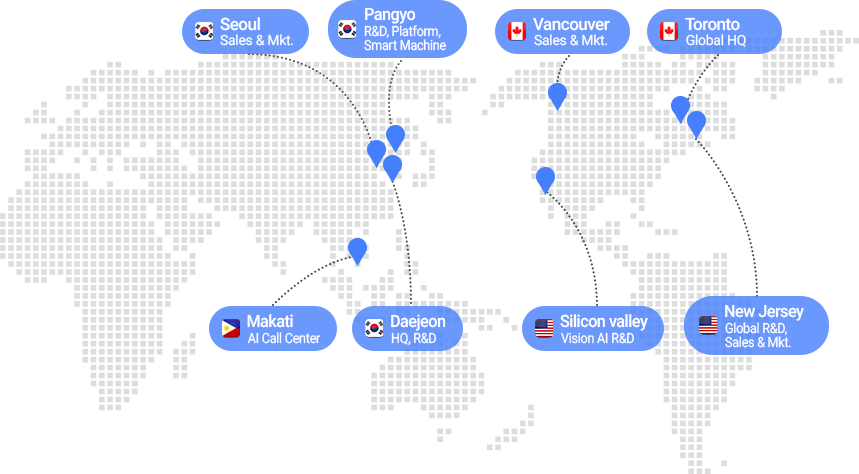 Seoul
Sales & Mkt.
Pangyo
R&D, Platform,
Smart Machine
Vancouver
Sales & Mkt.
Toronto
Global HQ
Makati
AI Call Center
Daejeon
HQ, R&D
Silicon valley
Vision AI R&D
New Jersey
Global R&D,
Sales & Mkt.